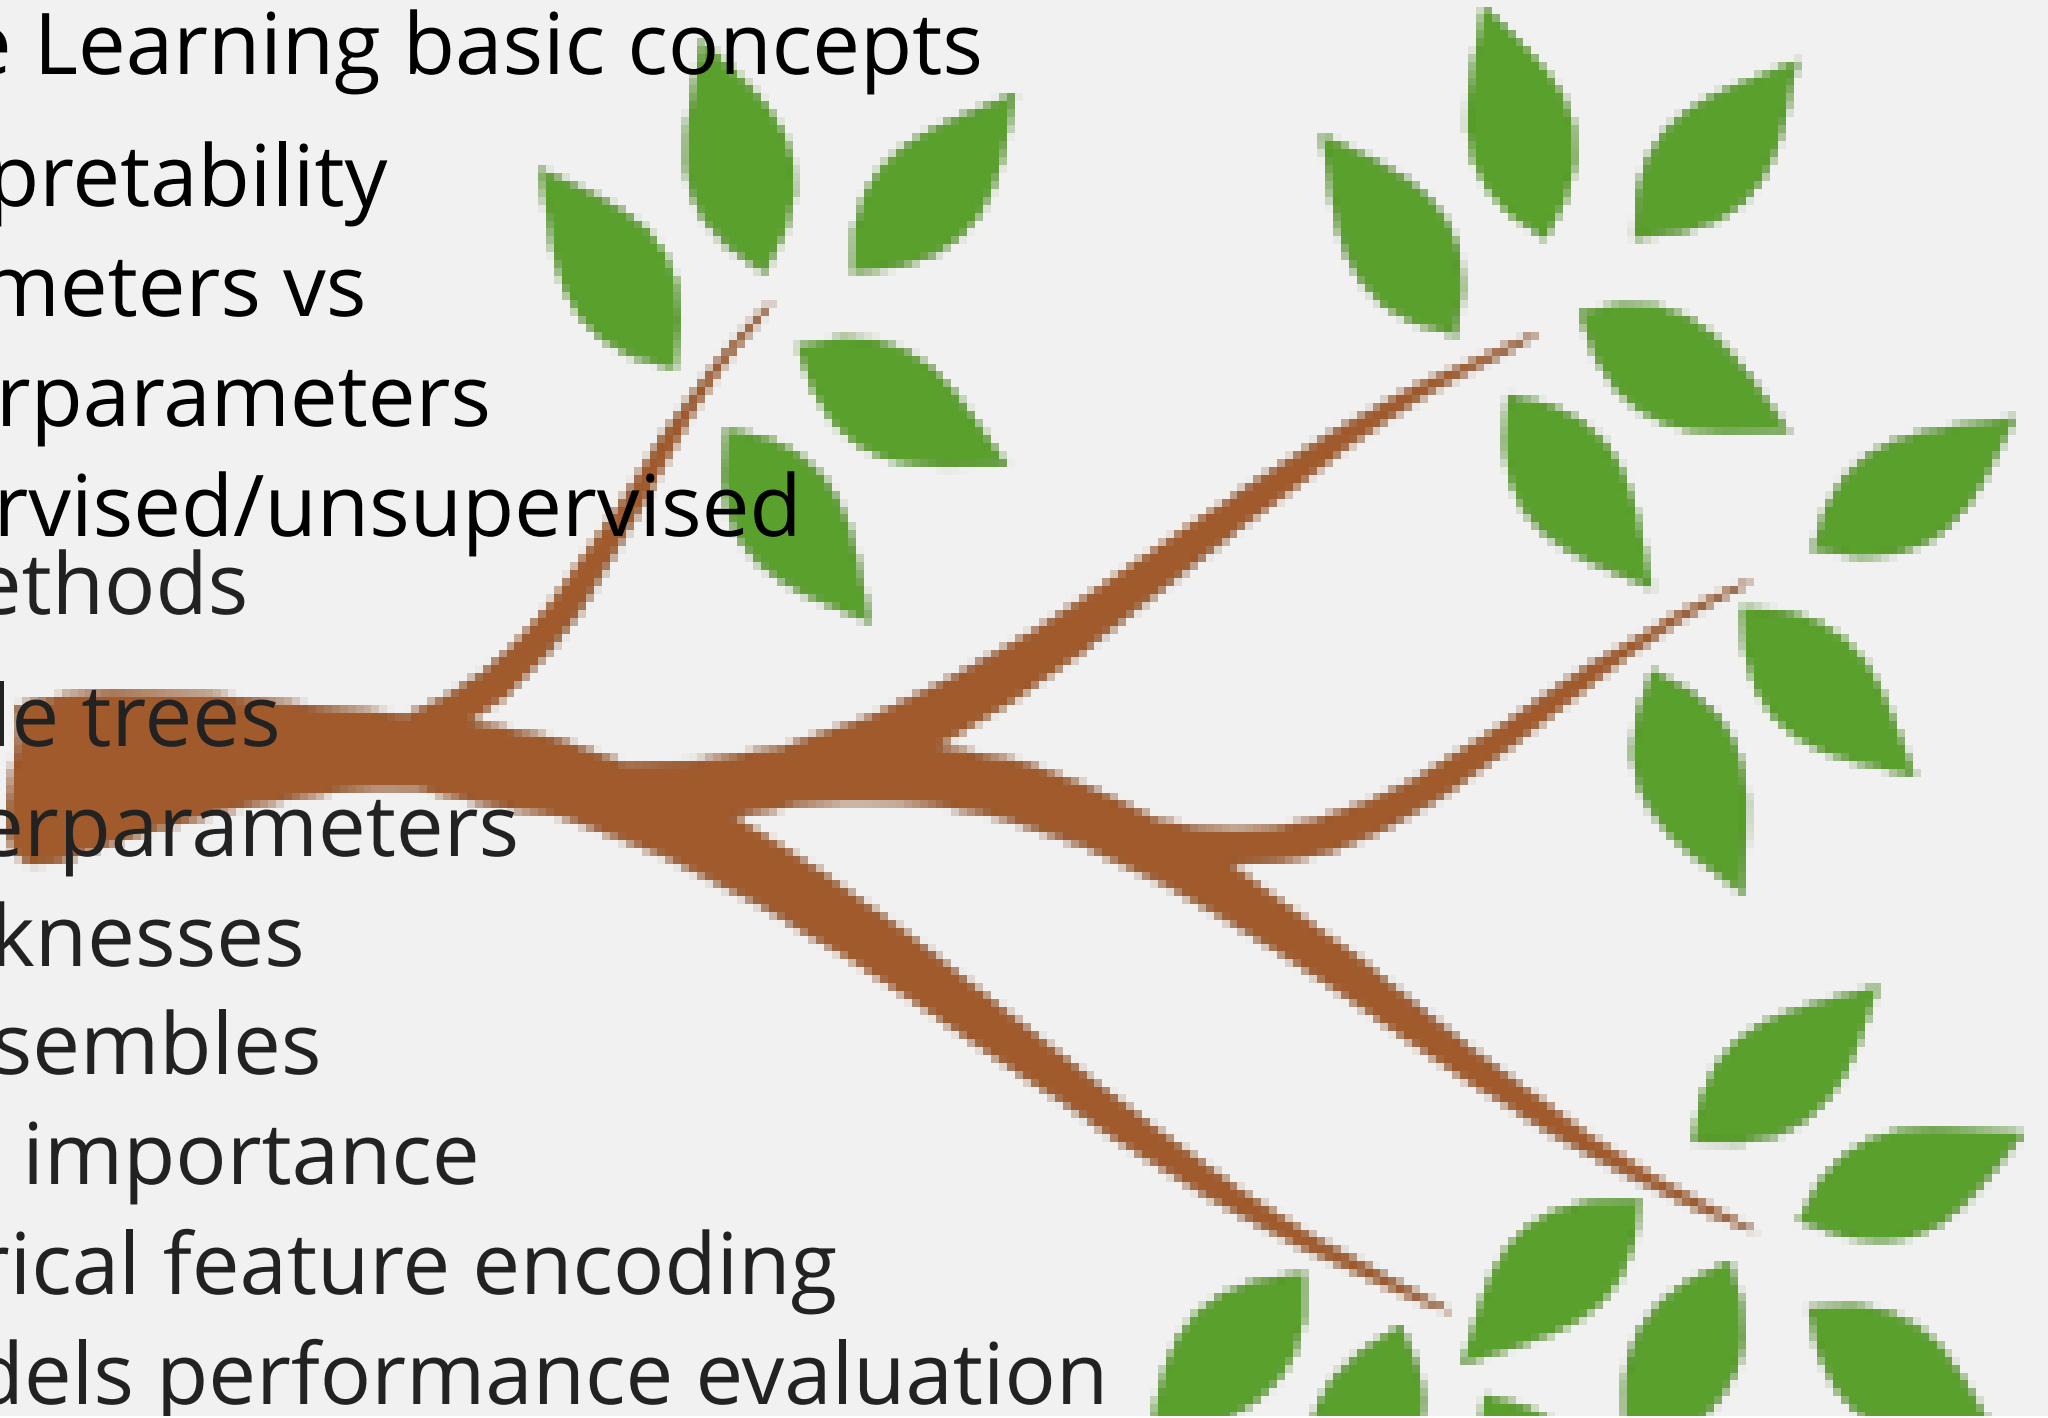 e Learning basic concepts
pretability
meters vs
rparameters
rvised/unsupervised
ethods
le trees
erparameters
knesses
sembles
importance
rical feature encoding
dels performance evaluation